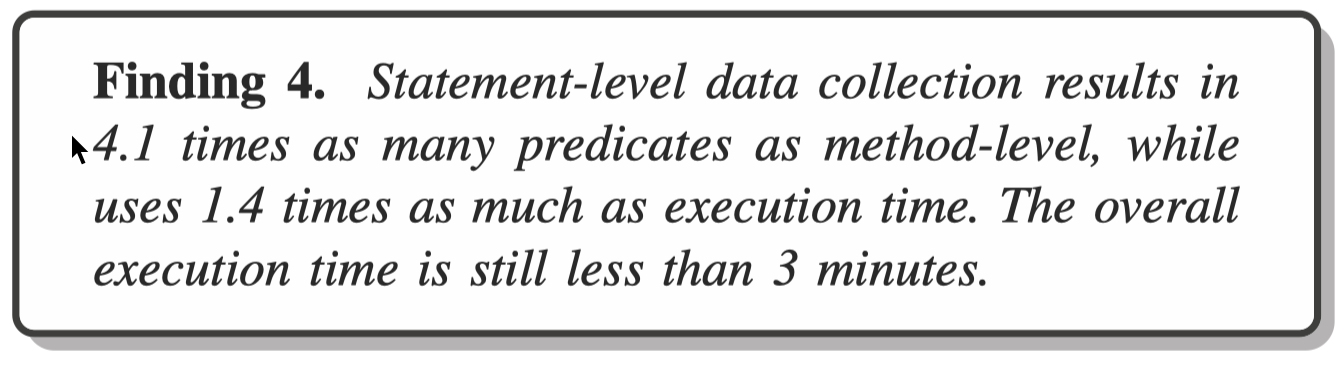 Finding 4. Statement-level data collection results in
4.1 times as many predicates as method-level, while
uses 1.4 times as much as execution time. The overall
execution time is still less than 3 minutes.